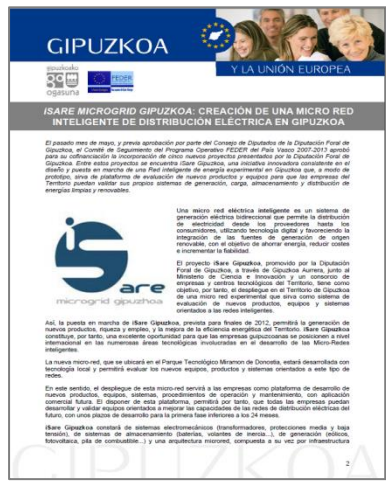 GIPUZKOA
Y LA UNIÓN EUROPEA
gipuzkoako
ogasuna
FEDER
iSARE MICROGRID GIPUZKOA: CREACIÓN DE UNA MICRO RED
INTELIGENTE DE DISTRIBUCIÓN ELÉCTRICA EN GIPUZKOA
El pasado mes de mayo, y previa aprobación por parte del Consejo de Diputados de la Diputación Foral de
Gipuzkoa, el Comité de Seguimiento del Programa Operativo FEDER del País Vasco 2007-2013 aprobó
para su cofinanciación la incorporación de cinco nuevos proyectos presentados por la Diputación Foral de
Gipuzkoa. Entre estos proyectos se encuentra iSare Gipuzkoa, una iniciativa innovadora consistente en el
diseño y puesta en marcha de una Red inteligente de energía experimental en Gipuzkoa que, a modo de
prototipo, sirva de plataforma de evaluación de nuevos productos y equipos para que las empresas del
Territorio puedan validar sus propios sistemas de generación, carga, almacenamiento y distribución de
energías limpias y renovables.
Una micro red eléctrica inteligente es un sistema de
generación eléctrica bidireccional que permite la distribución
de electricidad desde los proveedores hasta los
consumidores, utilizando tecnología digital y favoreciendo la
integración de las fuentes de generación de origen
renovable, con el objetivo de ahorrar energía, reducir costes
e incrementar la fiabilidad.
El proyecto iSare Gipuzkoa, promovido por la Diputación
Foral de Gipuzkoa, a través de Gipuzkoa Aurrera, junto al
Ministerio de Ciencia e Innovación y un consorcio de
empresas y centros tecnológicos del Territorio, tiene como
objetivo, por tanto, el despliegue en el Territorio de Gipuzkoa
de una micro red experimental que sirva como sistema de
evaluación de nuevos productos, equipos y sistemas
orientados a las redes inteligentes.
is are
microgrid gipuzkoa
Así, la puesta en marcha de iSare Gipuzkoa, prevista para finales de 2012, permitirá la generación de
nuevos productos, riqueza y empleo, y la mejora de la eficiencia energética del Territorio. iSare Gipuzkoa
constituye, por tanto, una excelente oportunidad para que las empresas guipuzcoanas se posicionen a nivel
internacional en las numerosas áreas tecnológicas involucradas en el desarrollo de las Micro-Redes
inteligentes.
La nueva micro-red, que se ubicará en el Parque Tecnológico Miramon de Donostia, estará desarrollada con
tecnología local y permitirá evaluar los nuevos equipos, productos y sistemas orientados a este tipo de
redes.
En este sentido, el despliegue de esta micro-red servirá a las empresas como plataforma de desarrollo de
nuevos productos, equipos, sistemas, procedimientos de operación y mantenimiento, con aplicación
comercial futura. El disponer de esta plataforma, permitirá por tanto, que todas las empresas puedan
desarrollar y validar equipos orientados a mejorar las capacidades de las redes de distribución eléctricas del
futuro, con unos plazos de desarrollo para la primera fase inferiores a los 24 meses.
iSare Gipuzkoa constará de sistemas electromecánicos (transformadores, protecciones media y baja
tensión), de sistemas de almacenamiento (baterías, volantes de inercia...), de generación (eólicos,
fotovoltaica, pila de combustible...) y una arquitectura microred, compuesta a su vez por infraestructura
2